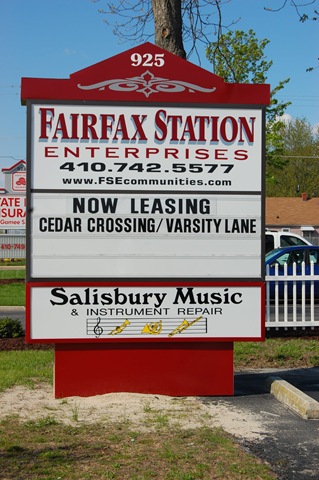 925
FAIRFAX STATION
ENTERPRISES
410.742.5577
www.FSEcommunities.com
NOW LEASING
CEDAR CROSSING/VARSITY LANE
Salisbury Music
& INSTRUMENT REPAIR